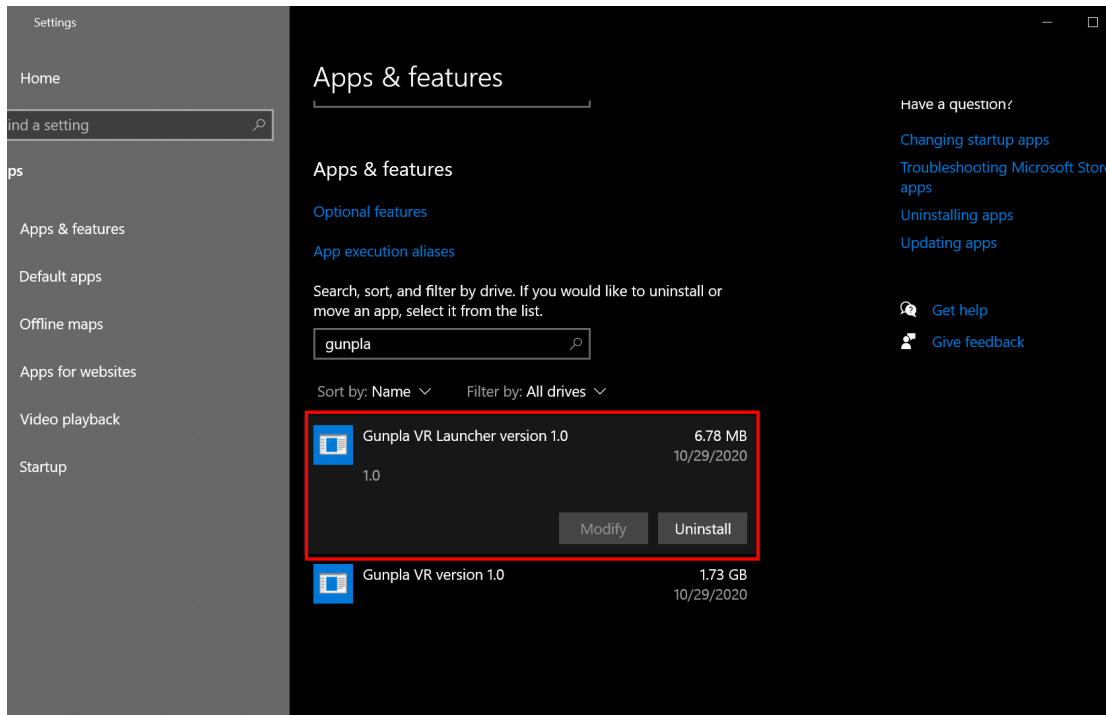 Settings
Home
ind a setting
ps
Apps & features
Default apps
Offline maps
Apps for websites
Video playback
Startup
Apps & features
Apps & features
Optional features
App execution aliases
Search, sort, and filter by drive. If you would like to uninstall or
move an app, select it from the list.
gunpla
Sort by: Name
Filter by: All drives
Gunpla VR Launcher version 1.0
6.78 MB
10/29/2020
1.0
Modify
Uninstall
Gunpla VR version 1.0
1.73 GB
10/29/2020
Have a question?
Changing startup apps
Troubleshooting Microsoft Store
apps
Uninstalling apps
Updating apps
Get help
Give feedback